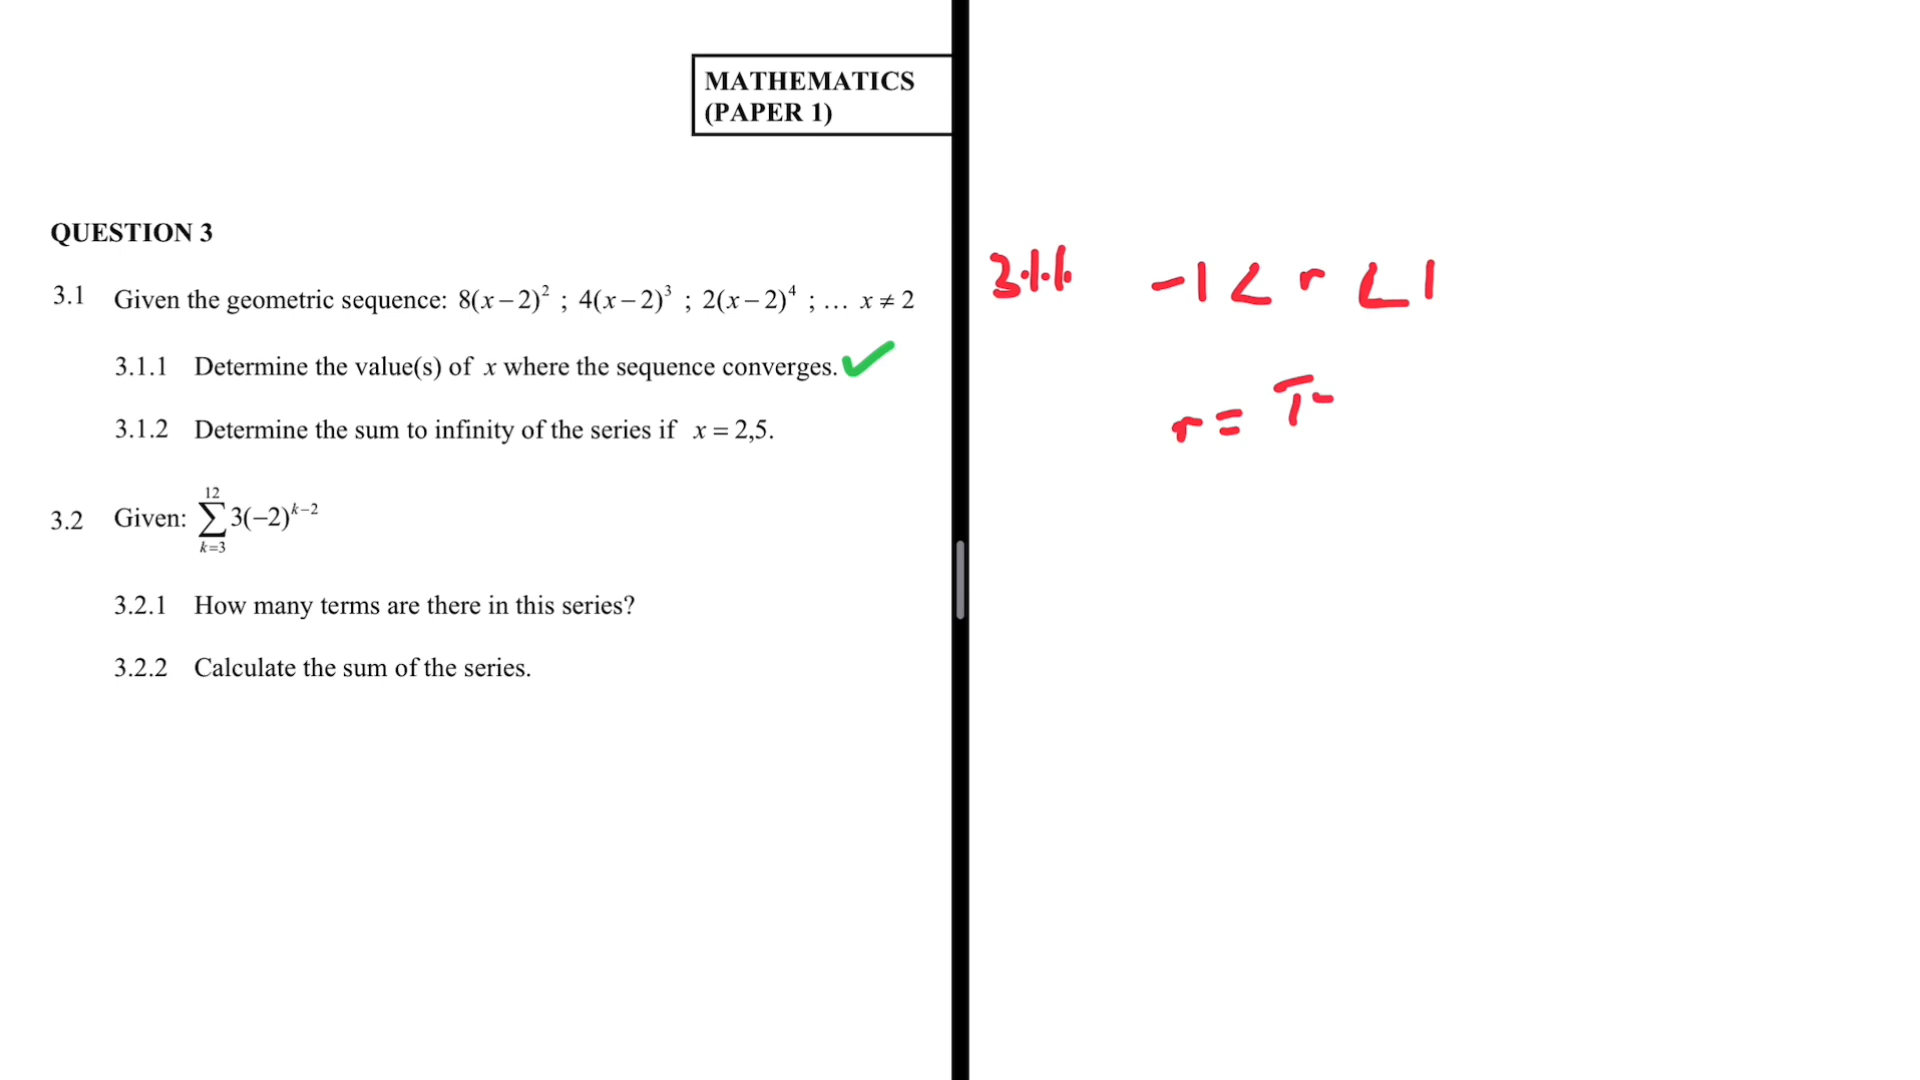 MATHEMATICS
(PAPER 1)
QUESTION 3
3.1 Given the geometric sequence: 8(x−2)² ; 4(x−2)³ ; 2(x−2)⁴ ; … x ≠ 2
3.1.1 Determine the value(s) of x where the sequence converges.
3.1.2 Determine the sum to infinity of the series if x = 2,5.
3.2 Given: ∑_{k=3}^{12} 3(−2)^{k−2}
3.2.1 How many terms are there in this series?
3.2.2 Calculate the sum of the series.
3.1.1. -1 < r < 1
r = T